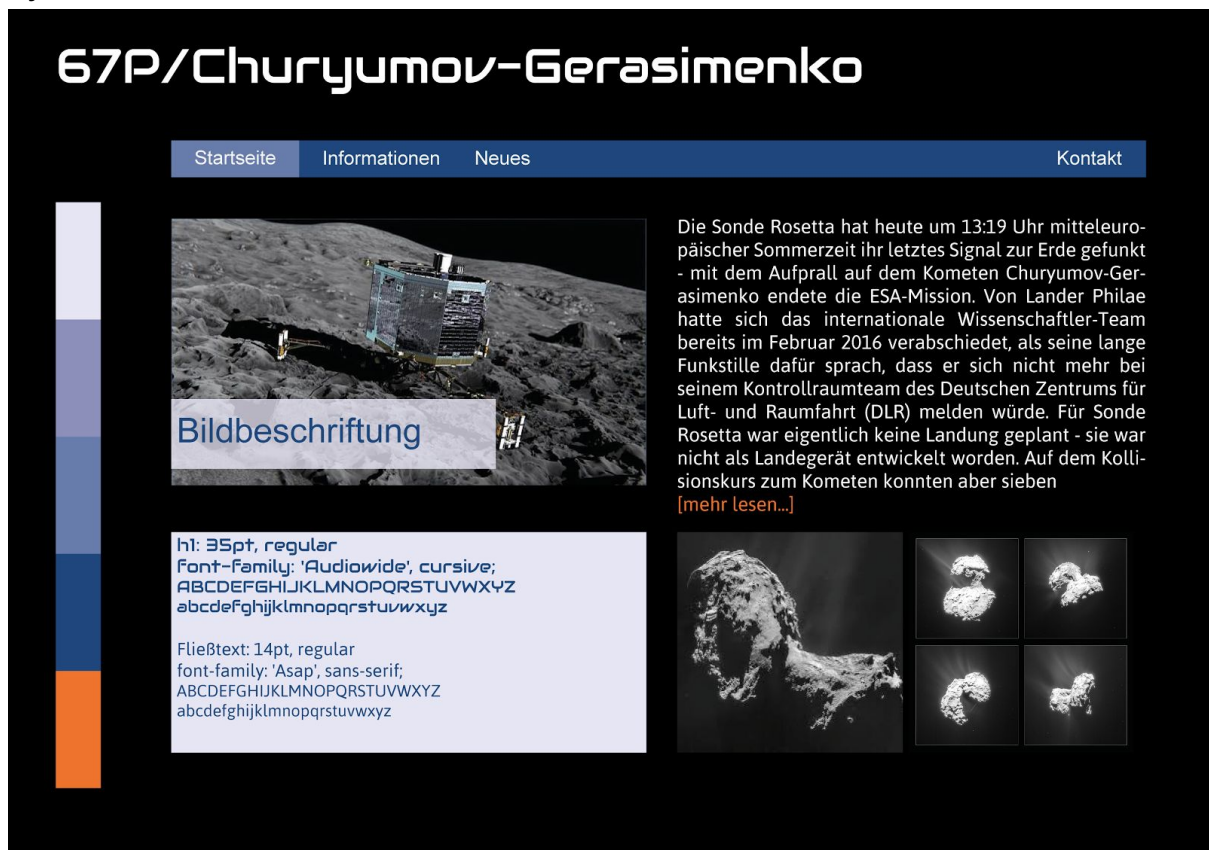 67P/Churyumov-Gerasimenko
Startseite Informationen Neues Kontakt
Bildbeschriftung
Die Sonde Rosetta hat heute um 13:19 Uhr mitteleuro-
päischer Sommerzeit ihr letztes Signal zur Erde gefunkt
- mit dem Aufprall auf dem Kometen Churyumov-Ger-
asimenko endete die ESA-Mission. Von Lander Philae
hatte sich das internationale Wissenschaftler-Team
bereits im Februar 2016 verabschiedet, als seine lange
Funkstille dafür sprach, dass er sich nicht mehr bei
seinem Kontrollraumteam des Deutschen Zentrums für
Luft- und Raumfahrt (DLR) melden würde. Für Sonde
Rosetta war eigentlich keine Landung geplant - sie war
nicht als Landegerät entwickelt worden. Auf dem Kolli-
sionskurs zum Kometen konnten aber sieben
[mehr lesen...]
h1: 35pt, regular
font-family: 'Audiowide', cursive;
ABCDEFGHIJKLMNOPQRSTUVWXYZ
abcdefghijklmnopqrstuvwxyz
Fließtext: 14pt, regular
font-family: 'Asap', sans-serif;
ABCDEFGHIJKLMNOPQRSTUVWXYZ
abcdefghijklmnopqrstuvwxyz